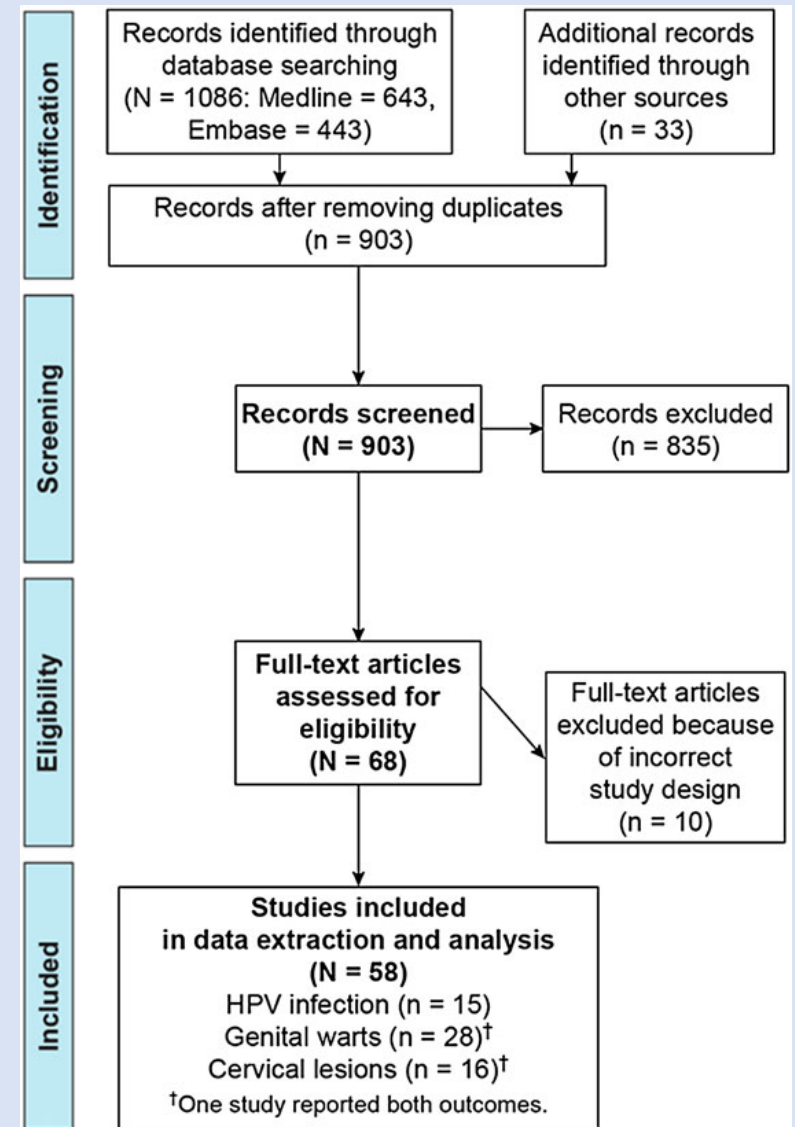 Identification
Records identified through
database searching
(N = 1086: Medline = 643,
Embase = 443)
Additional records
identified through
other sources
(n = 33)
Records after removing duplicates
(n = 903)
Screening
Records screened
(N = 903)
Records excluded
(n = 835)
Eligibility
Full-text articles
assessed for
eligibility
(N = 68)
Full-text articles
excluded because
of incorrect
study design
(n = 10)
Included
Studies included
in data extraction and analysis
(N = 58)
HPV infection (n = 15)
Genital warts (n = 28)†
Cervical lesions (n = 16)†
†One study reported both outcomes.